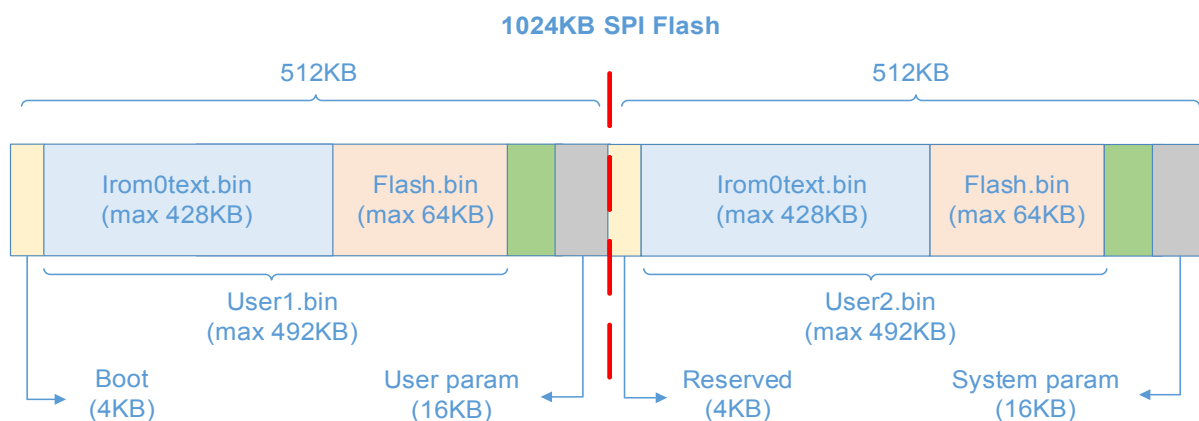 1024KB SPI Flash
512KB
512KB
Irom0text.bin
(max 428KB)
Flash.bin
(max 64KB)
Irom0text.bin
(max 428KB)
Flash.bin
(max 64KB)
User1.bin
(max 492KB)
User2.bin
(max 492KB)
Boot
(4KB)
User param
(16KB)
Reserved
(4KB)
System param
(16KB)